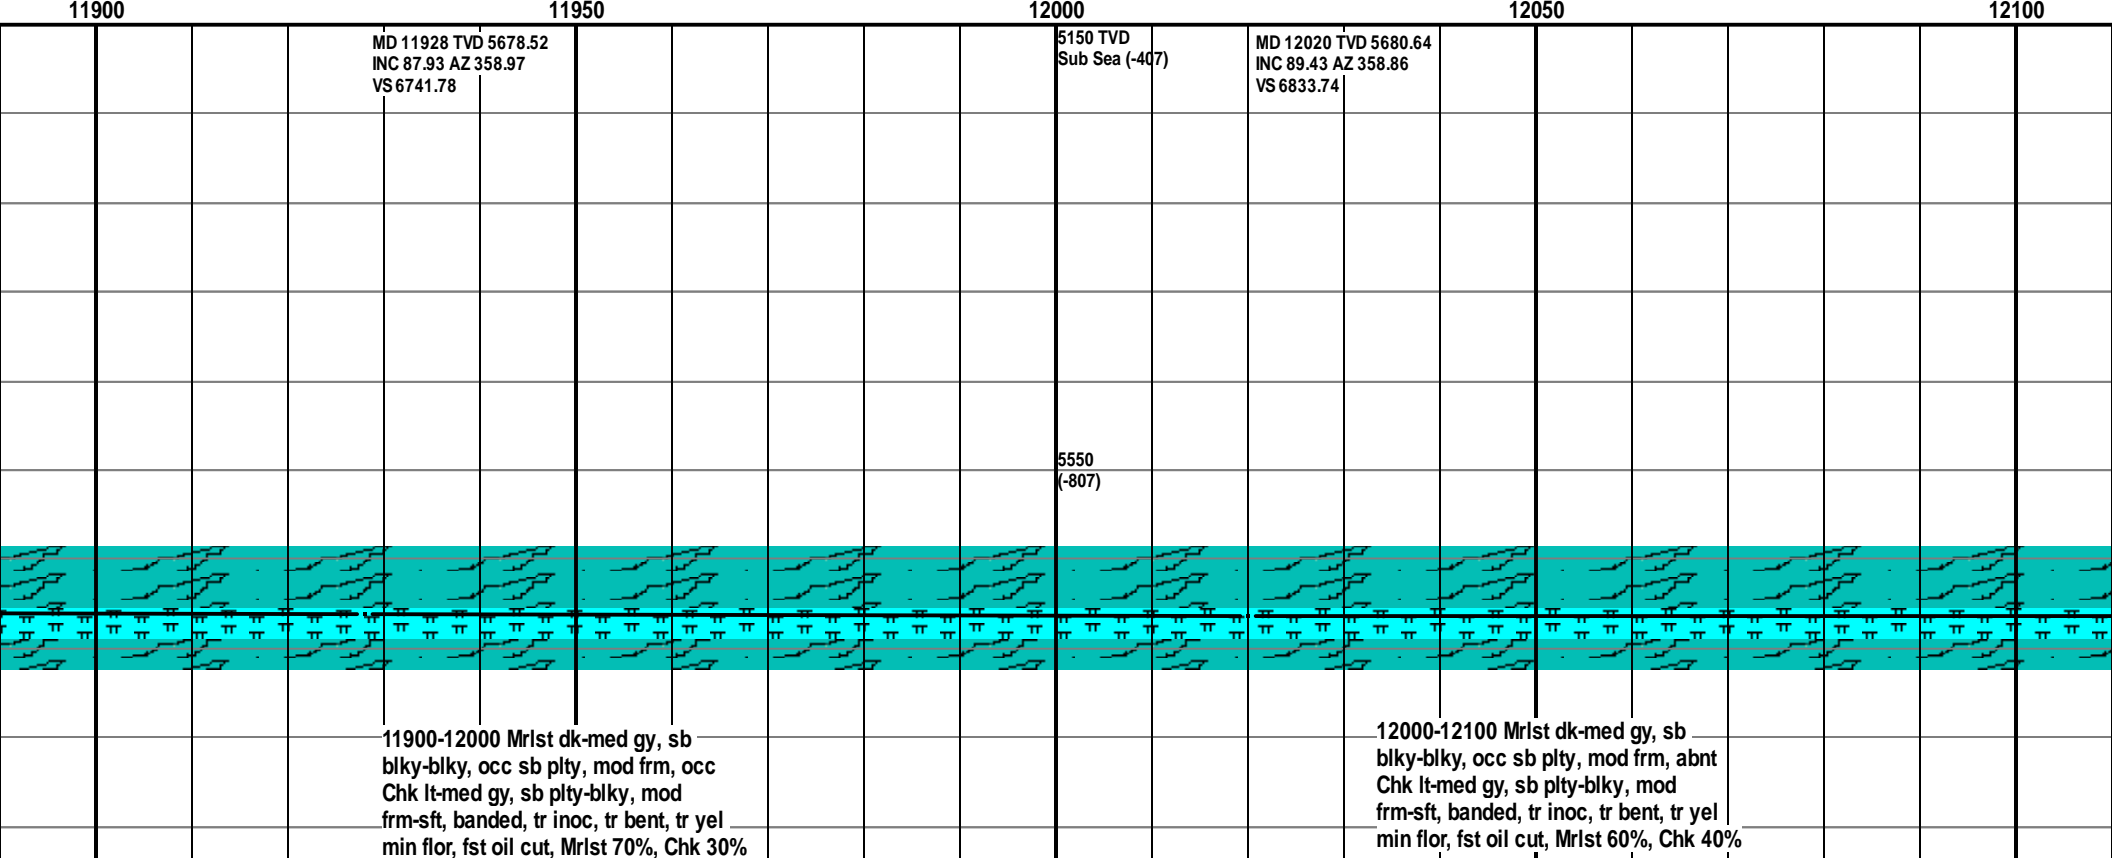 11900 11950 12000 12050 12100
MD 11928 TVD 5678.52
INC 87.93 AZ 358.97
VS 6741.78
5150 TVD
Sub Sea (-407)
MD 12020 TVD 5680.64
INC 89.43 AZ 358.86
VS 6833.74
5550
(-807)
11900-12000 Mrlst dk-med gy, sb
blky-blky, occ sb plty, mod frm, occ
Chk lt-med gy, sb plty-blky, mod
frm-sft, banded, tr inoc, tr bent, tr yel
min flor, fst oil cut, Mrlst 70%, Chk 30%
12000-12100 Mrlst dk-med gy, sb
blky-blky, occ sb plty, mod frm, abnt
Chk lt-med gy, sb plty-blky, mod
frm-sft, banded, tr inoc, tr bent, tr yel
min flor, fst oil cut, Mrlst 60%, Chk 40%